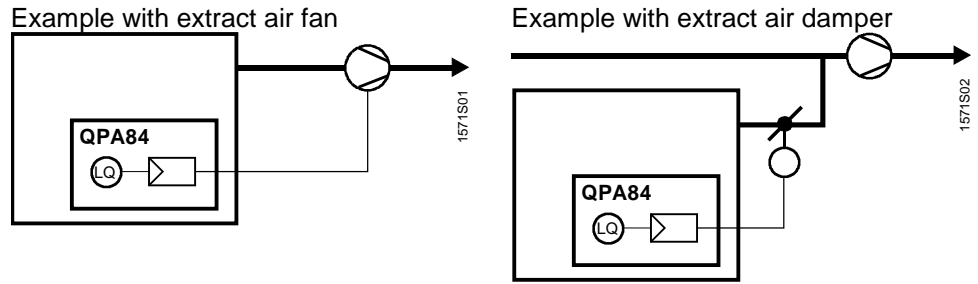 Example with extract air fan
QPA84
LQ
1571S01
Example with extract air damper
QPA84
LQ
1571S02